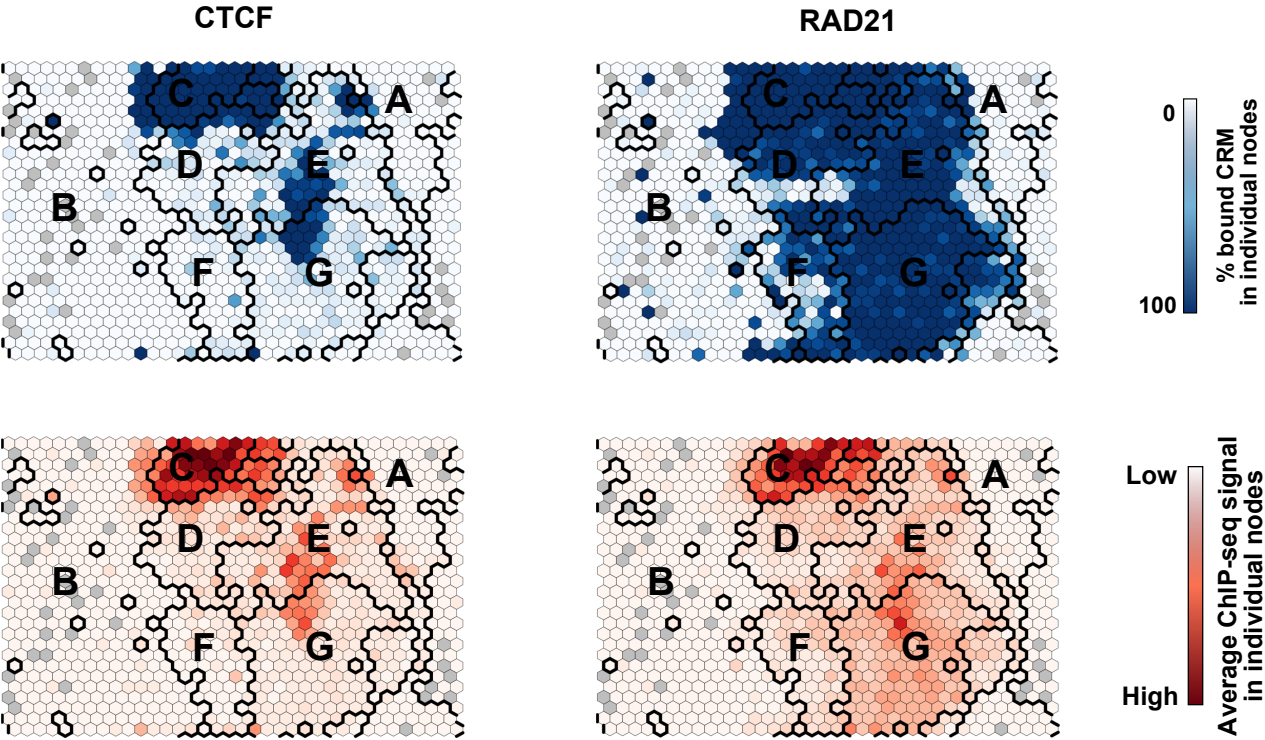 CTCF
RAD21
C
A
D
E
B
F
G
C
A
D
E
B
F
G
0
100
% bound CRM
in individual nodes
C
A
D
E
B
F
G
C
A
D
E
B
F
G
Low
High
Average ChIP-seq signal
in individual nodes